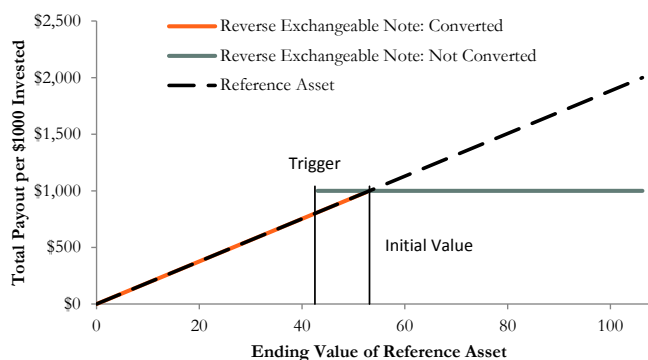 $2,500
Reverse Exchangeable Note: Converted
Reverse Exchangeable Note: Not Converted
Reference Asset
$2,000
$1,500
$1,000
$500
$0
Total Payout per $1000 Invested
Trigger
Initial Value
0
20
40
60
80
100
Ending Value of Reference Asset